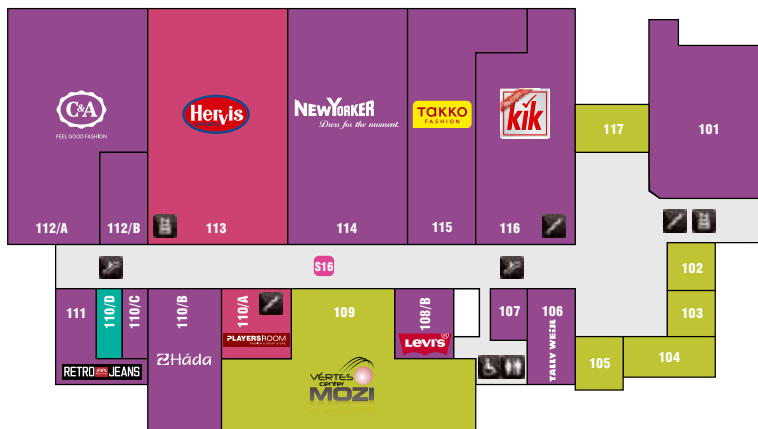 C&A
FEEL GOOD FASHION
HERVIS
NEWYORKER
Dress for the moment.
TAKKO
FASHION
kik
117
101
112/A
112/B
113
114
115
116
S16
102
103
104
105
111
110/D
110/C
110/B
110/A
109
108/B
107
106
PLAYERSROOM
LEVI'S
TALLY WEiJL
RETRO JEANS
Háda
VÉRTES
center
MOZI